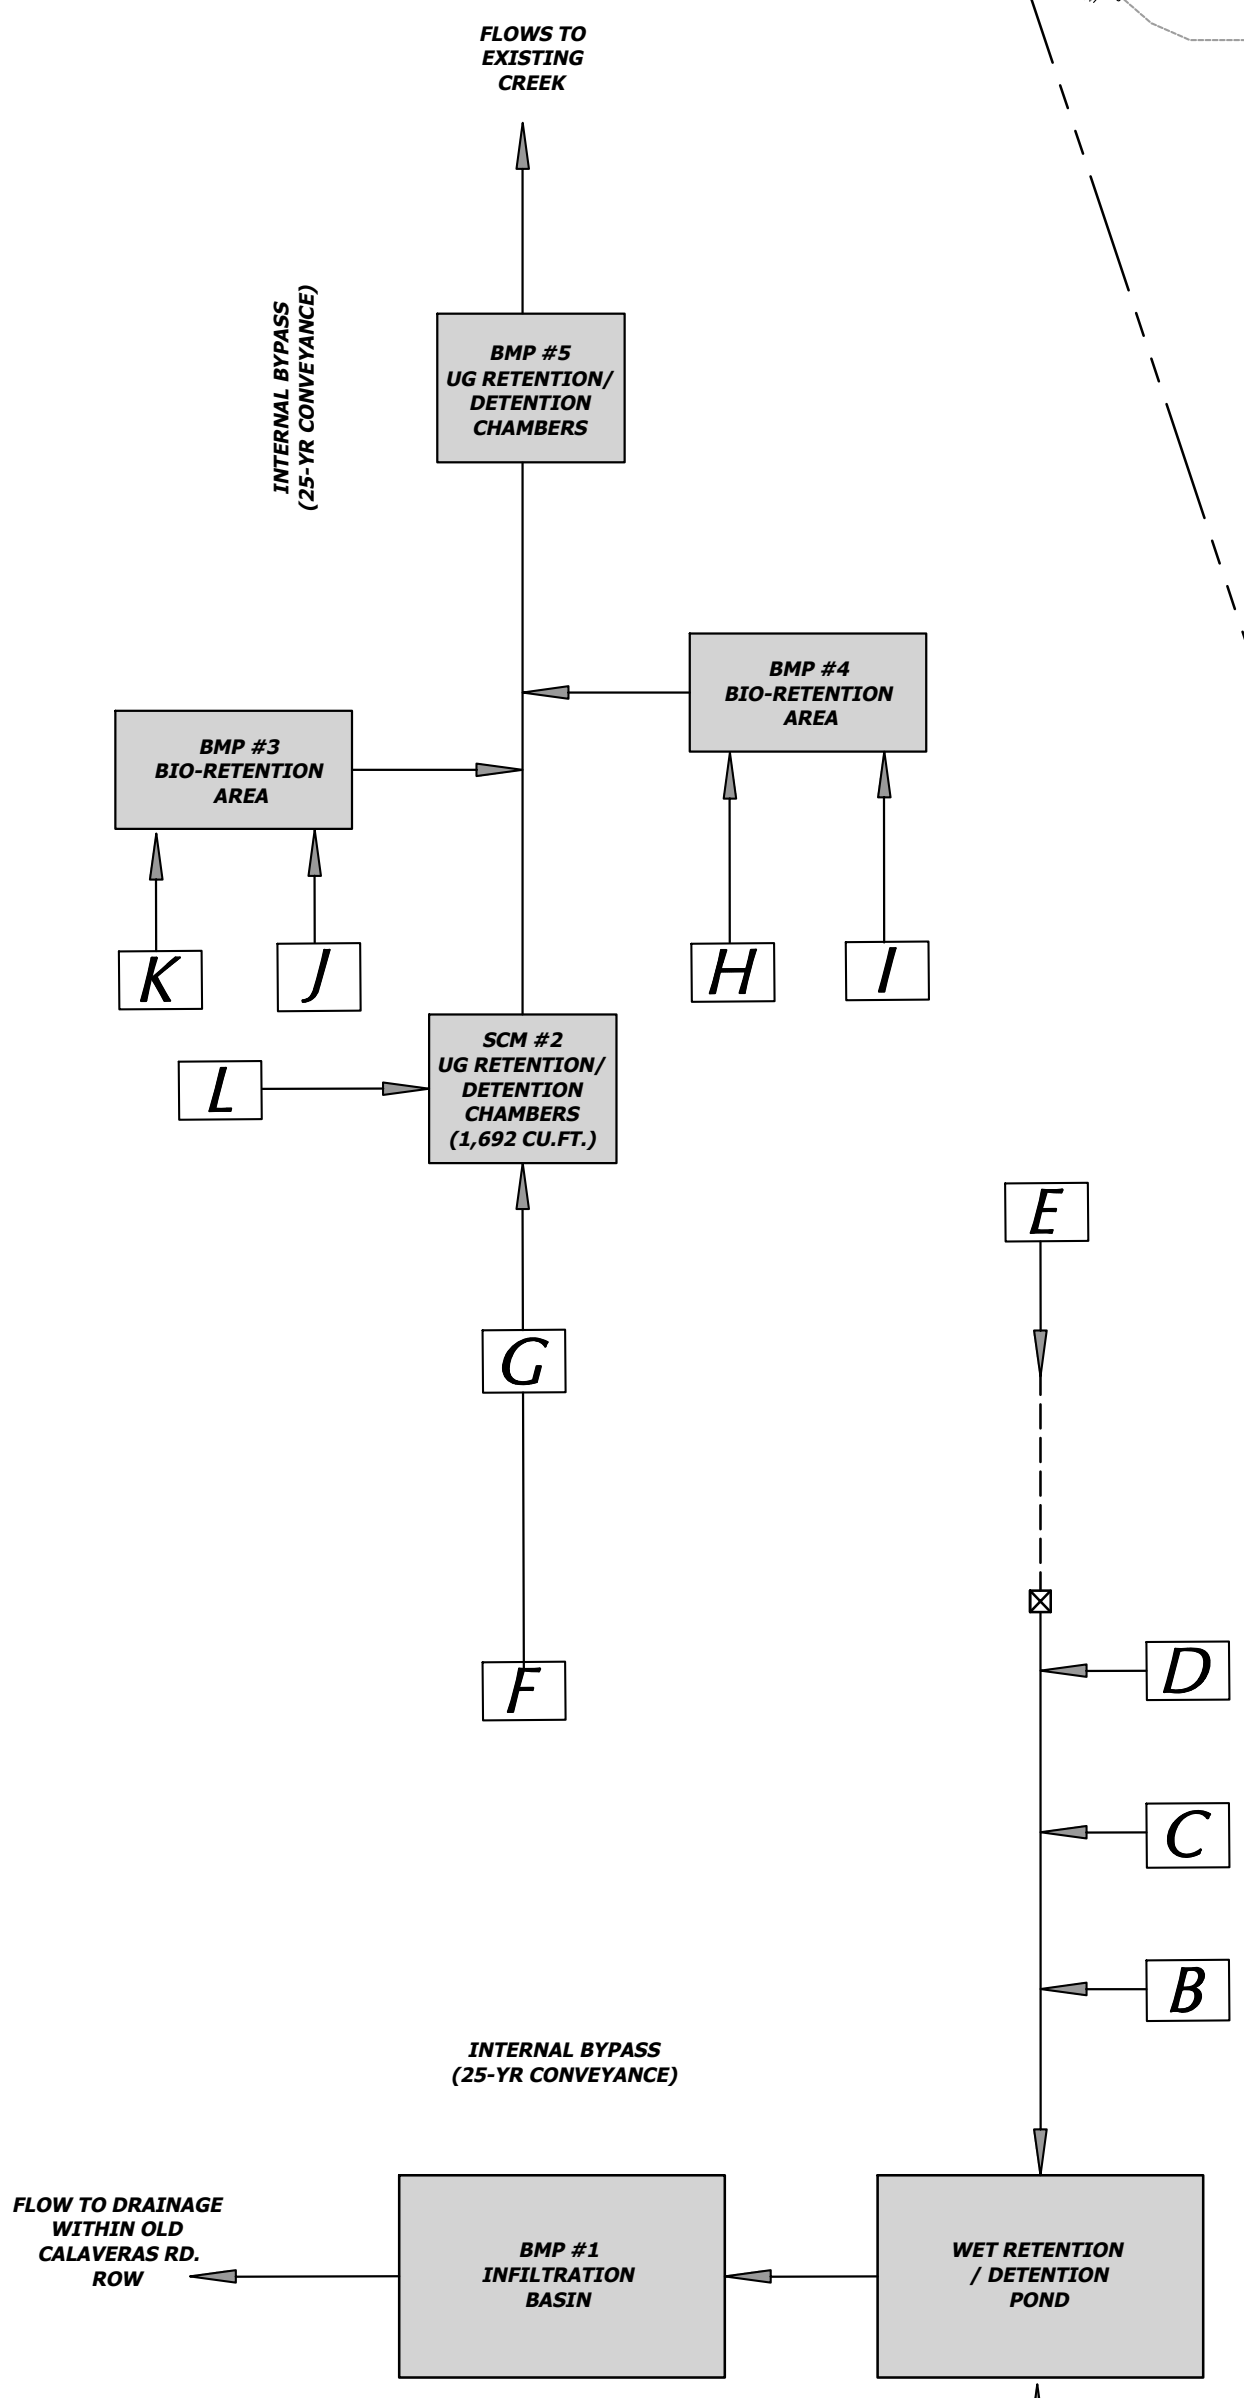 FLOWS TO
EXISTING
CREEK
INTERNAL BYPASS
(25-YR CONVEYANCE)
BMP #5
UG RETENTION/
DETENTION
CHAMBERS
BMP #4
BIO-RETENTION
AREA
BMP #3
BIO-RETENTION
AREA
K
J
H
I
SCM #2
UG RETENTION/
DETENTION
CHAMBERS
(1,692 CU.FT.)
L
E
G
F
D
C
B
INTERNAL BYPASS
(25-YR CONVEYANCE)
FLOW TO DRAINAGE
WITHIN OLD
CALAVERAS RD.
ROW
BMP #1
INFILTRATION
BASIN
WET RETENTION
/ DETENTION
POND